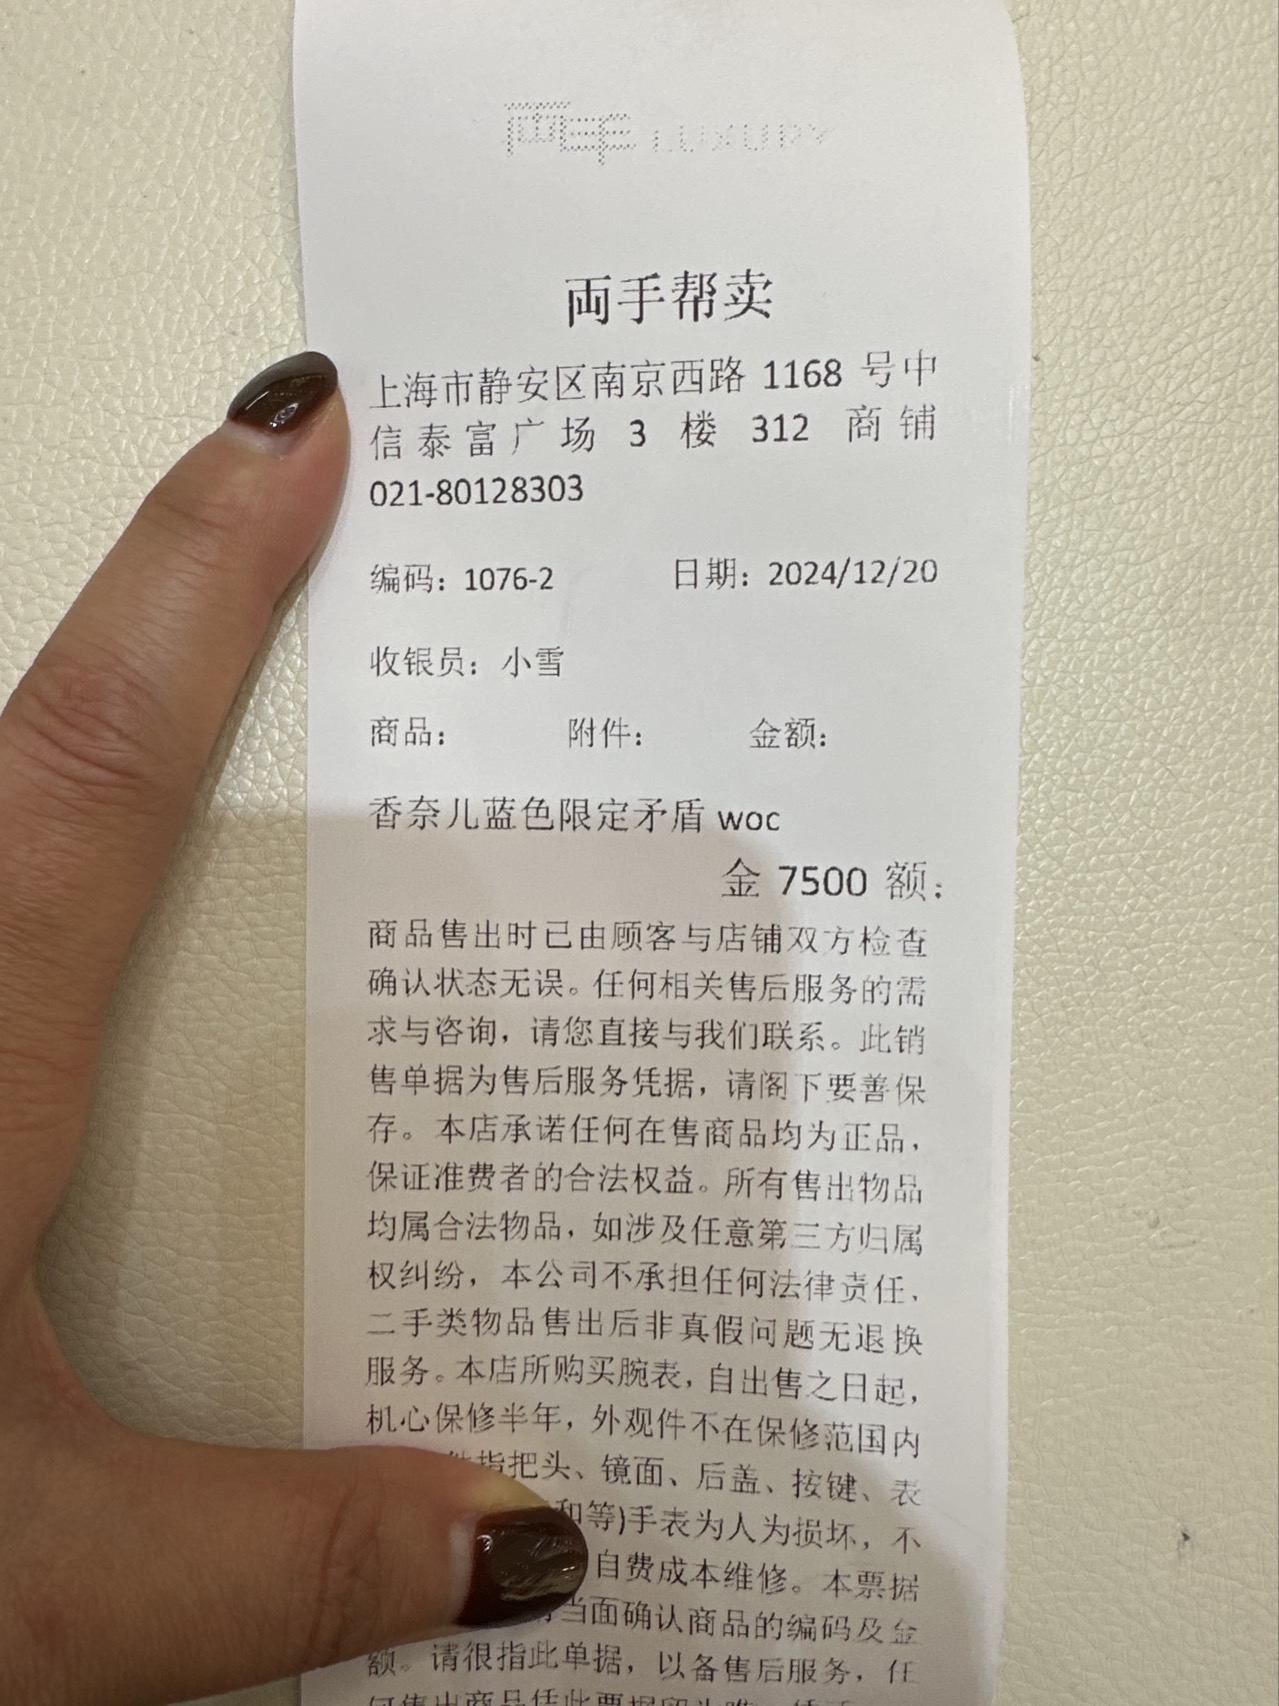 両手 LUXURY
両手帮卖
上海市静安区南京西路 1168 号中
信泰富广场 3 楼 312 商铺
021-80128303
编码：1076-2 日期：2024/12/20
收银员：小雪
商品： 附件： 金额：
香奈儿蓝色限定矛盾 woc
金 7500 额：
商品售出时已由顾客与店铺双方检查
确认状态无误。任何相关售后服务的需
求与咨询，请您直接与我们联系。此销
售单据为售后服务凭据，请阁下要善保
存。本店承诺任何在售商品均为正品，
保证准费者的合法权益。所有售出物品
均属合法物品，如涉及任意第三方归属
权纠纷，本公司不承担任何法律责任.
二手类物品售出后非真假问题无退换
服务。本店所购买腕表，自出售之日起，
机心保修半年，外观件不在保修范围内
件指把头、镜面、后盖、按键、表
和等)手表为人为损坏，不
自费成本维修。本票据
当面确认商品的编码及金
额。请很指此单据，以备售后服务，任
何售出商品凭此票据